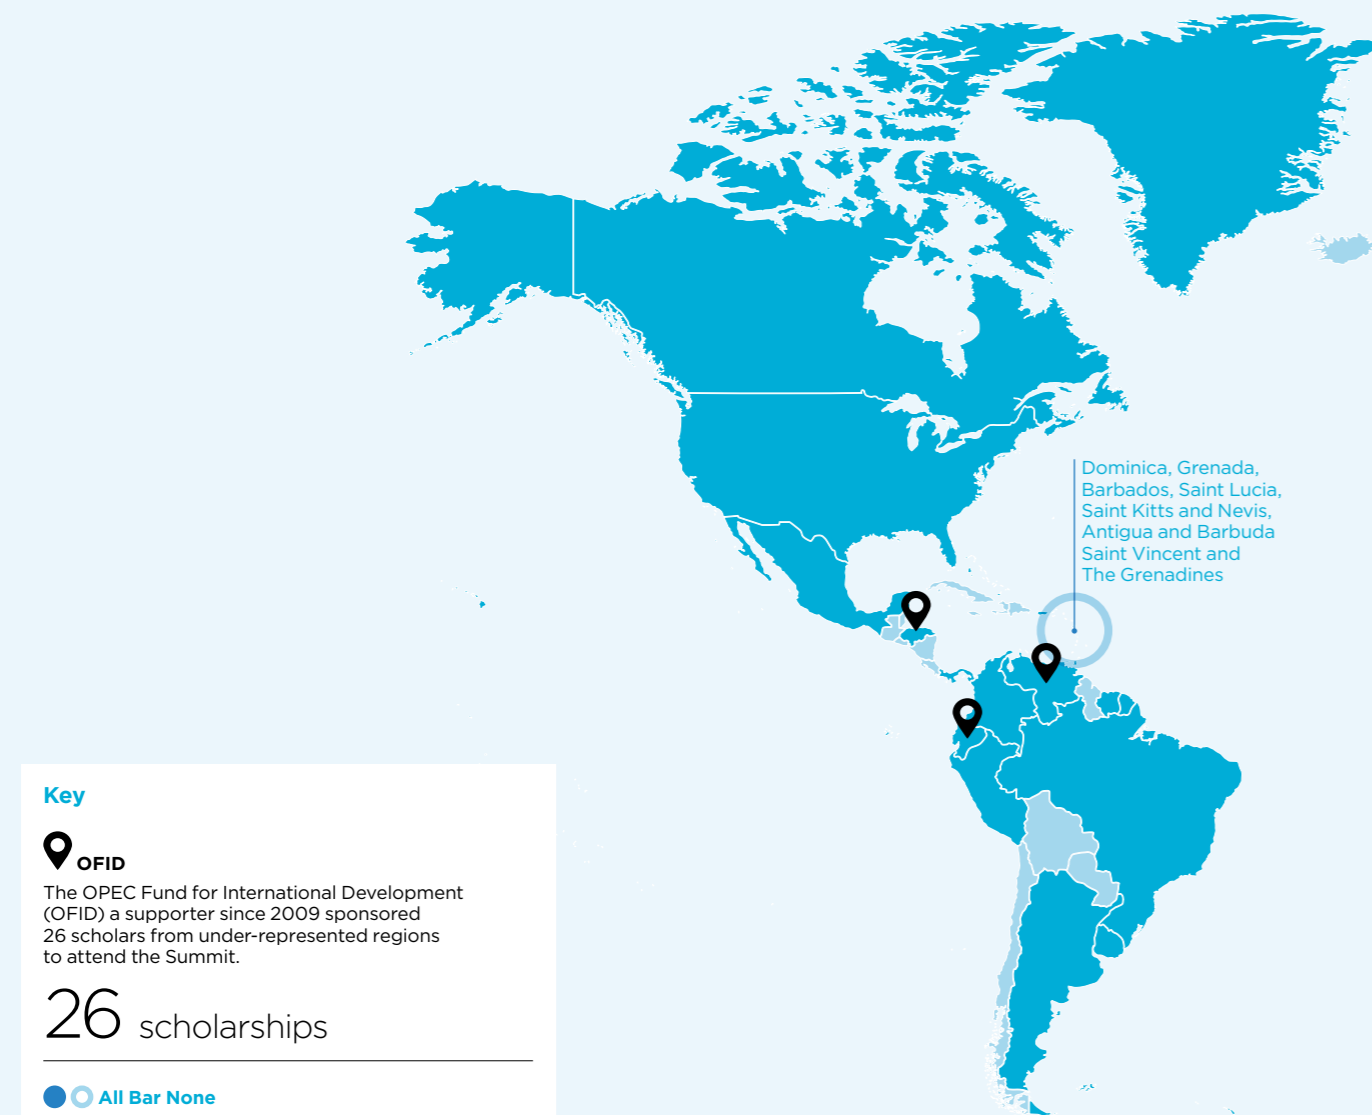 Dominica, Grenada,
Barbados, Saint Lucia,
Saint Kitts and Nevis,
Antigua and Barbuda
Saint Vincent and
The Grenadines
Key
OFID
The OPEC Fund for International Development
(OFID) a supporter since 2009 sponsored
26 scholars from under-represented regions
to attend the Summit.
26 scholarships
All Bar None